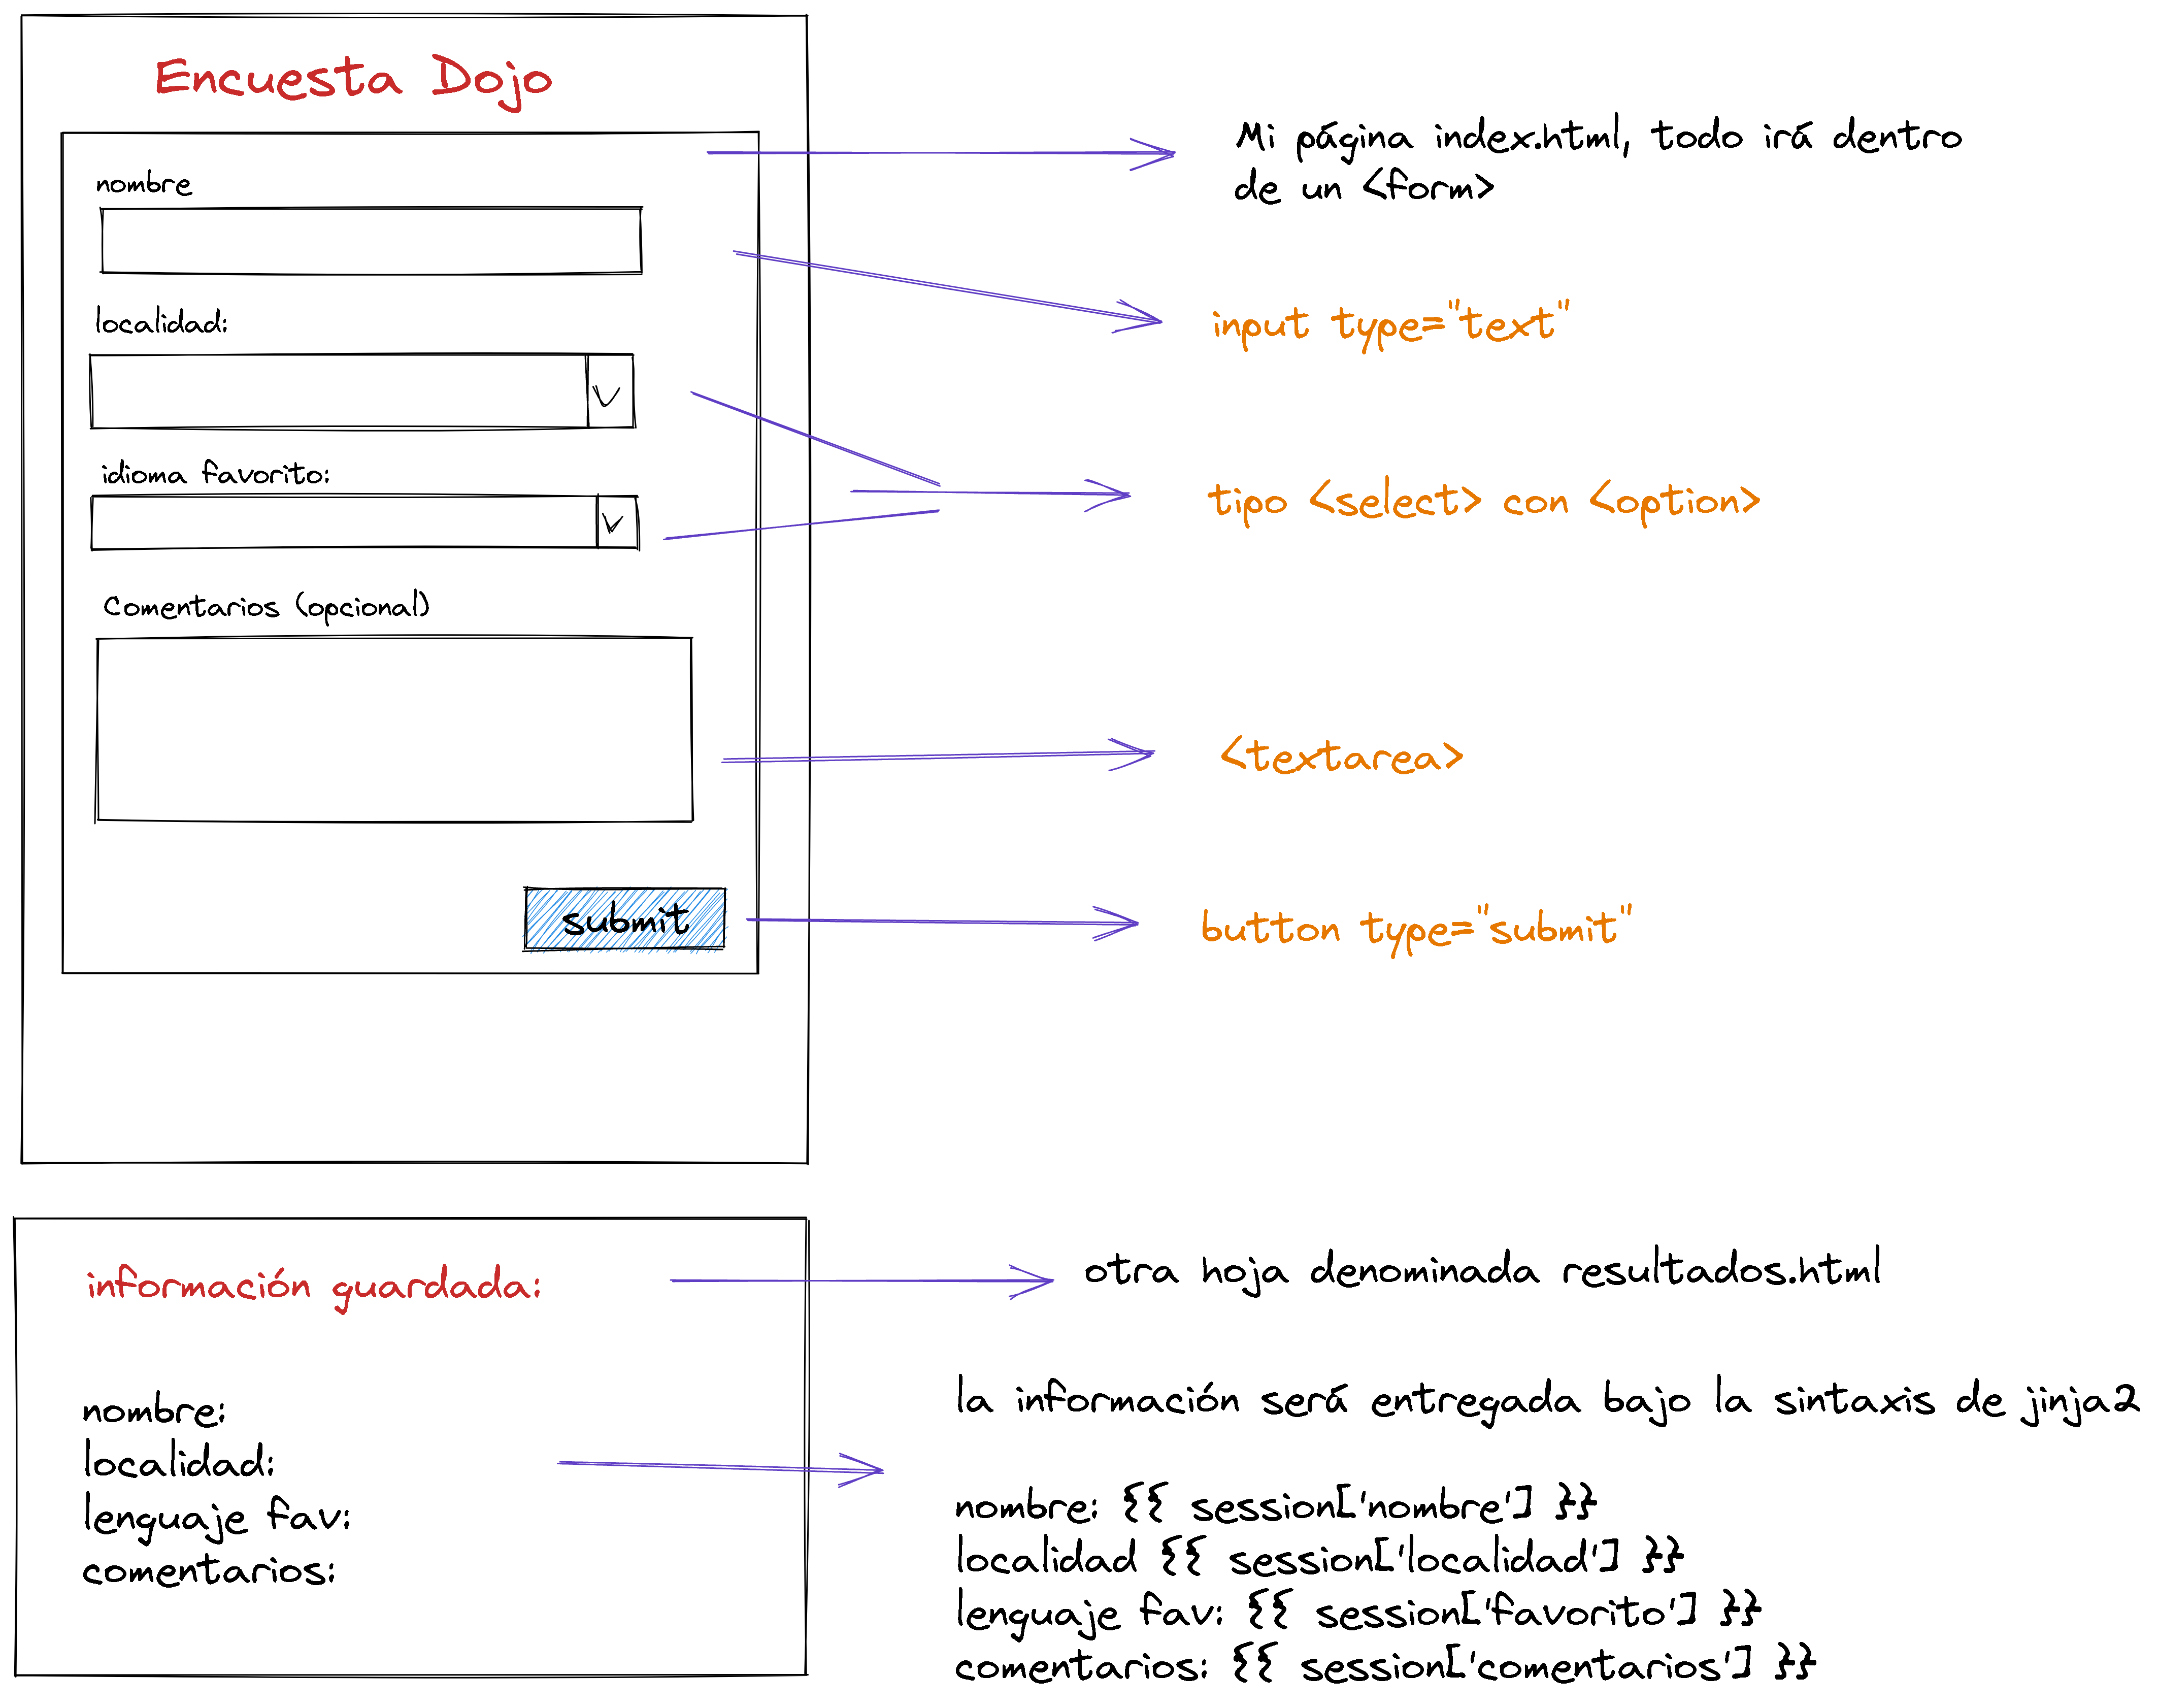 Encuesta Dojo
nombre
localidad:
idioma favorito:
Comentarios (opcional)
submit
Mi página index.html, todo irá dentro
de un <form>
input type="text"
tipo <select> con <option>
<textarea>
button type="submit"
información guardada:
nombre:
localidad:
lenguaje fav:
comentarios:
otra hoja denominada resultados.html
la información será entregada bajo la sintaxis de jinja2
nombre: {{ session['nombre'] }}
localidad {{ session['localidad'] }}
lenguaje fav: {{ session['favorito'] }}
comentarios: {{ session['comentarios'] }}